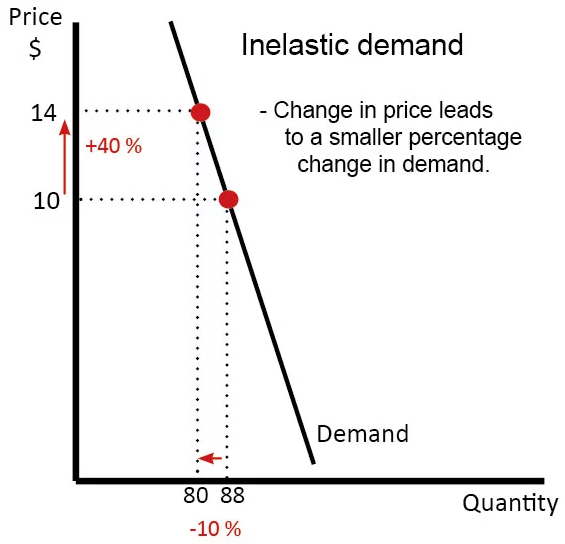 Price
$
Inelastic demand
- Change in price leads
to a smaller percentage
change in demand.
14
+40 %
10
Demand
80 88
Quantity
-10 %